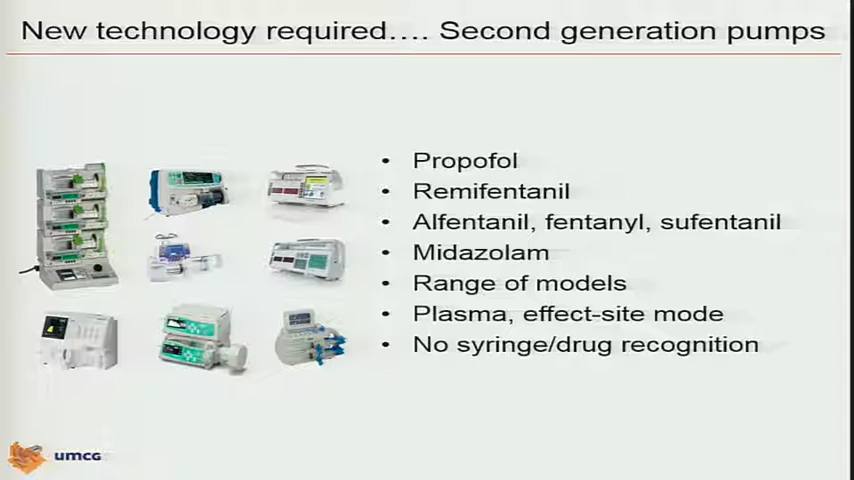 New technology required…. Second generation pumps
• Propofol
• Remifentanil
• Alfentanil, fentanyl, sufentanil
• Midazolam
• Range of models
• Plasma, effect-site mode
• No syringe/drug recognition
umcg